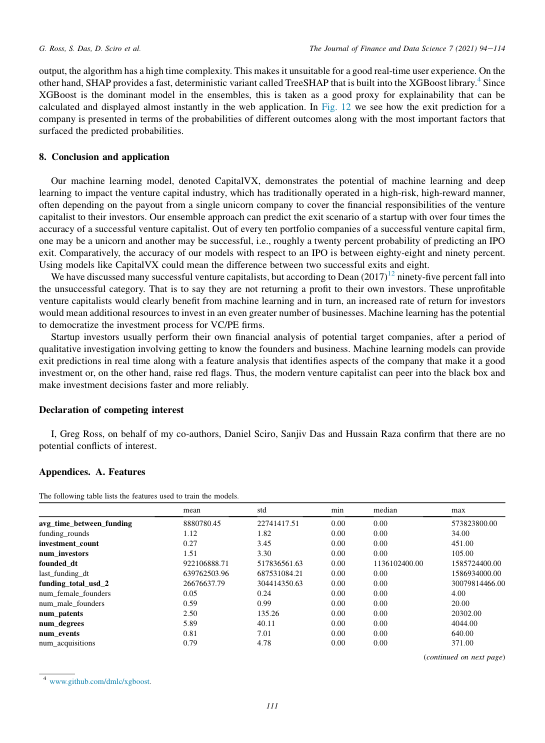 G. Ross, S. Das, D. Sciro et al.
The Journal of Finance and Data Science 7 (2021) 94–114
output, the algorithm has a high time complexity. This makes it unsuitable for a good real-time user experience. On the
other hand, SHAP provides a fast, deterministic variant called TreeSHAP that is built into the XGBoost library.4 Since
XGBoost is the dominant model in the ensembles, this is taken as a good proxy for explainability that can be
calculated and displayed almost instantly in the web application. In Fig. 12 we see how the exit prediction for a
company is presented in terms of the probabilities of different outcomes along with the most important factors that
surfaced the predicted probabilities.
8. Conclusion and application
Our machine learning model, denoted CapitalVX, demonstrates the potential of machine learning and deep
learning to impact the venture capital industry, which has traditionally operated in a high-risk, high-reward manner,
often depending on the payout from a single unicorn company to cover the financial responsibilities of the venture
capitalist to their investors. Our ensemble approach can predict the exit scenario of a startup with over four times the
accuracy of a successful venture capitalist. Out of every ten portfolio companies of a successful venture capital firm,
one may be a unicorn and another may be successful, i.e., roughly a twenty percent probability of predicting an IPO
exit. Comparatively, the accuracy of our models with respect to an IPO is between eighty-eight and ninety percent.
Using models like CapitalVX could mean the difference between two successful exits and eight.
We have discussed many successful venture capitalists, but according to Dean (2017)12 ninety-five percent fall into
the unsuccessful category. That is to say they are not returning a profit to their own investors. These unprofitable
venture capitalists would clearly benefit from machine learning and in turn, an increased rate of return for investors
would mean additional resources to invest in an even greater number of businesses. Machine learning has the potential
to democratize the investment process for VC/PE firms.
Startup investors usually perform their own financial analysis of potential target companies, after a period of
qualitative investigation involving getting to know the founders and business. Machine learning models can provide
exit predictions in real time along with a feature analysis that identifies aspects of the company that make it a good
investment or, on the other hand, raise red flags. Thus, the modern venture capitalist can peer into the black box and
make investment decisions faster and more reliably.
Declaration of competing interest
I, Greg Ross, on behalf of my co-authors, Daniel Sciro, Sanjiv Das and Hussain Raza confirm that there are no
potential conflicts of interest.
Appendices. A. Features
The following table lists the features used to train the models.
mean std min median max
avg_time_between_funding 8880780.45 22741417.51 0.00 0.00 573823800.00
funding_rounds 1.12 1.82 0.00 0.00 34.00
investment_count 0.27 3.45 0.00 0.00 451.00
num_investors 1.51 3.30 0.00 0.00 105.00
founded_dt 922106888.71 517836561.63 0.00 1136102400.00 1585724400.00
last_funding_dt 639762503.96 687531084.21 0.00 0.00 1586934000.00
funding_total_usd_2 26676637.79 304414350.63 0.00 0.00 30079814466.00
num_female_founders 0.05 0.24 0.00 0.00 4.00
num_male_founders 0.59 0.99 0.00 0.00 20.00
num_patents 2.50 135.26 0.00 0.00 20302.00
num_degrees 5.89 40.11 0.00 0.00 4044.00
num_events 0.81 7.01 0.00 0.00 640.00
num_acquisitions 0.79 4.78 0.00 0.00 371.00
(continued on next page)
4 www.github.com/dmlc/xgboost.
111